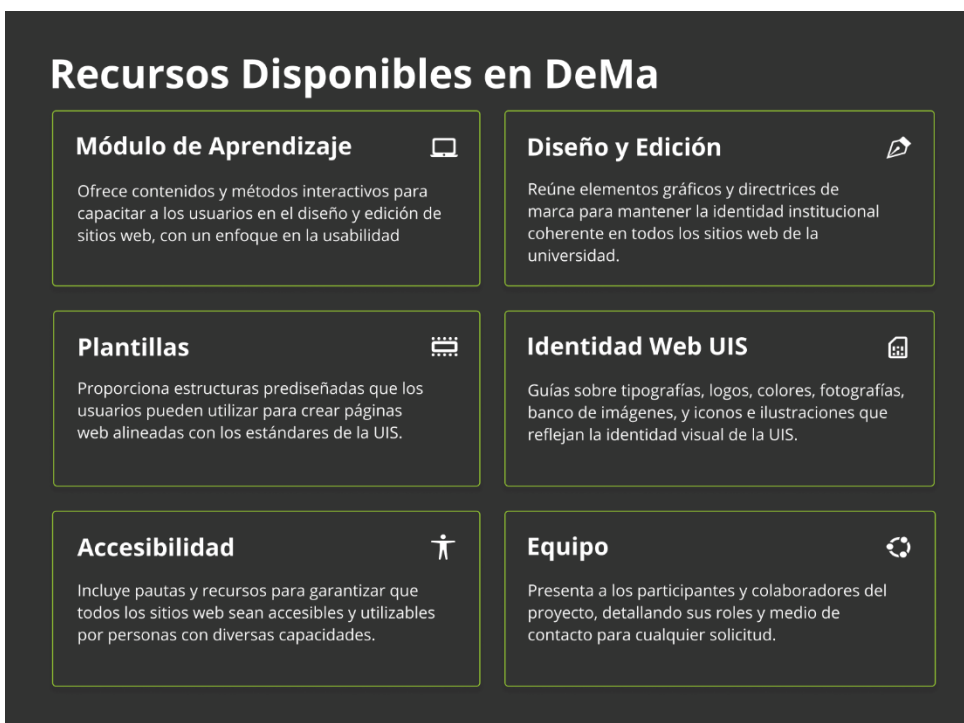 Recursos Disponibles en DeMa
Módulo de Aprendizaje
Ofrece contenidos y métodos interactivos para
capacitar a los usuarios en el diseño y edición de
sitios web, con un enfoque en la usabilidad
Diseño y Edición
Reúne elementos gráficos y directrices de
marca para mantener la identidad institucional
coherente en todos los sitios web de la
universidad.
Plantillas
Proporciona estructuras prediseñadas que los
usuarios pueden utilizar para crear páginas
web alineadas con los estándares de la UIS.
Identidad Web UIS
Guías sobre tipografías, logos, colores, fotografías,
banco de imágenes, y iconos e ilustraciones que
reflejan la identidad visual de la UIS.
Accesibilidad
Incluye pautas y recursos para garantizar que
todos los sitios web sean accesibles y utilizables
por personas con diversas capacidades.
Equipo
Presenta a los participantes y colaboradores del
proyecto, detallando sus roles y medio de
contacto para cualquier solicitud.